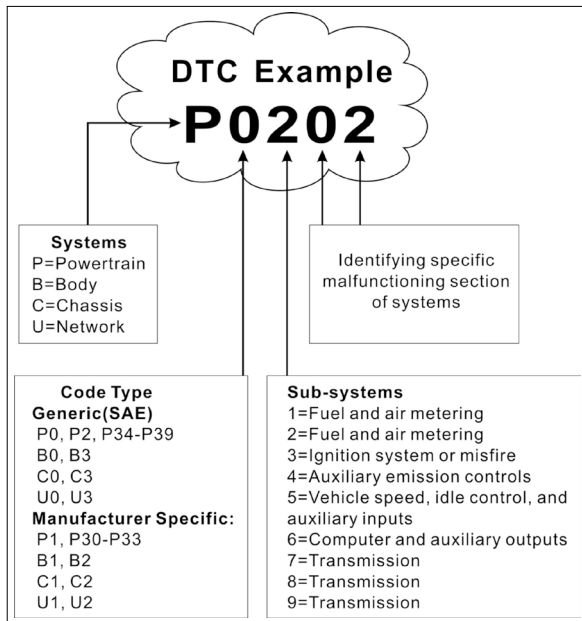 DTC Example
P0202
Systems
P=Powertrain
B=Body
C=Chassis
U=Network
Identifying specific
malfunctioning section
of systems
Code Type
Generic(SAE)
P0, P2, P34-P39
B0, B3
C0, C3
U0, U3
Manufacturer Specific:
P1, P30-P33
B1, B2
C1, C2
U1, U2
Sub-systems
1=Fuel and air metering
2=Fuel and air metering
3=Ignition system or misfire
4=Auxiliary emission controls
5=Vehicle speed, idle control, and
auxiliary inputs
6=Computer and auxiliary outputs
7=Transmission
8=Transmission
9=Transmission